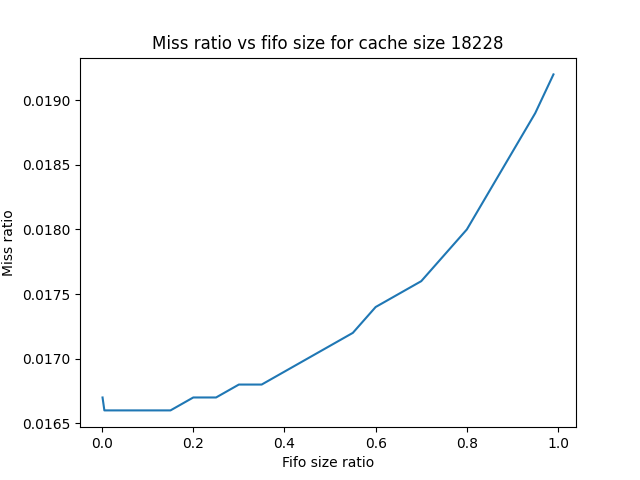 Miss ratio vs fifo size for cache size 18228
0.0190
0.0185
0.0180
0.0175
0.0170
0.0165
Miss ratio
0.0 0.2 0.4 0.6 0.8 1.0
Fifo size ratio